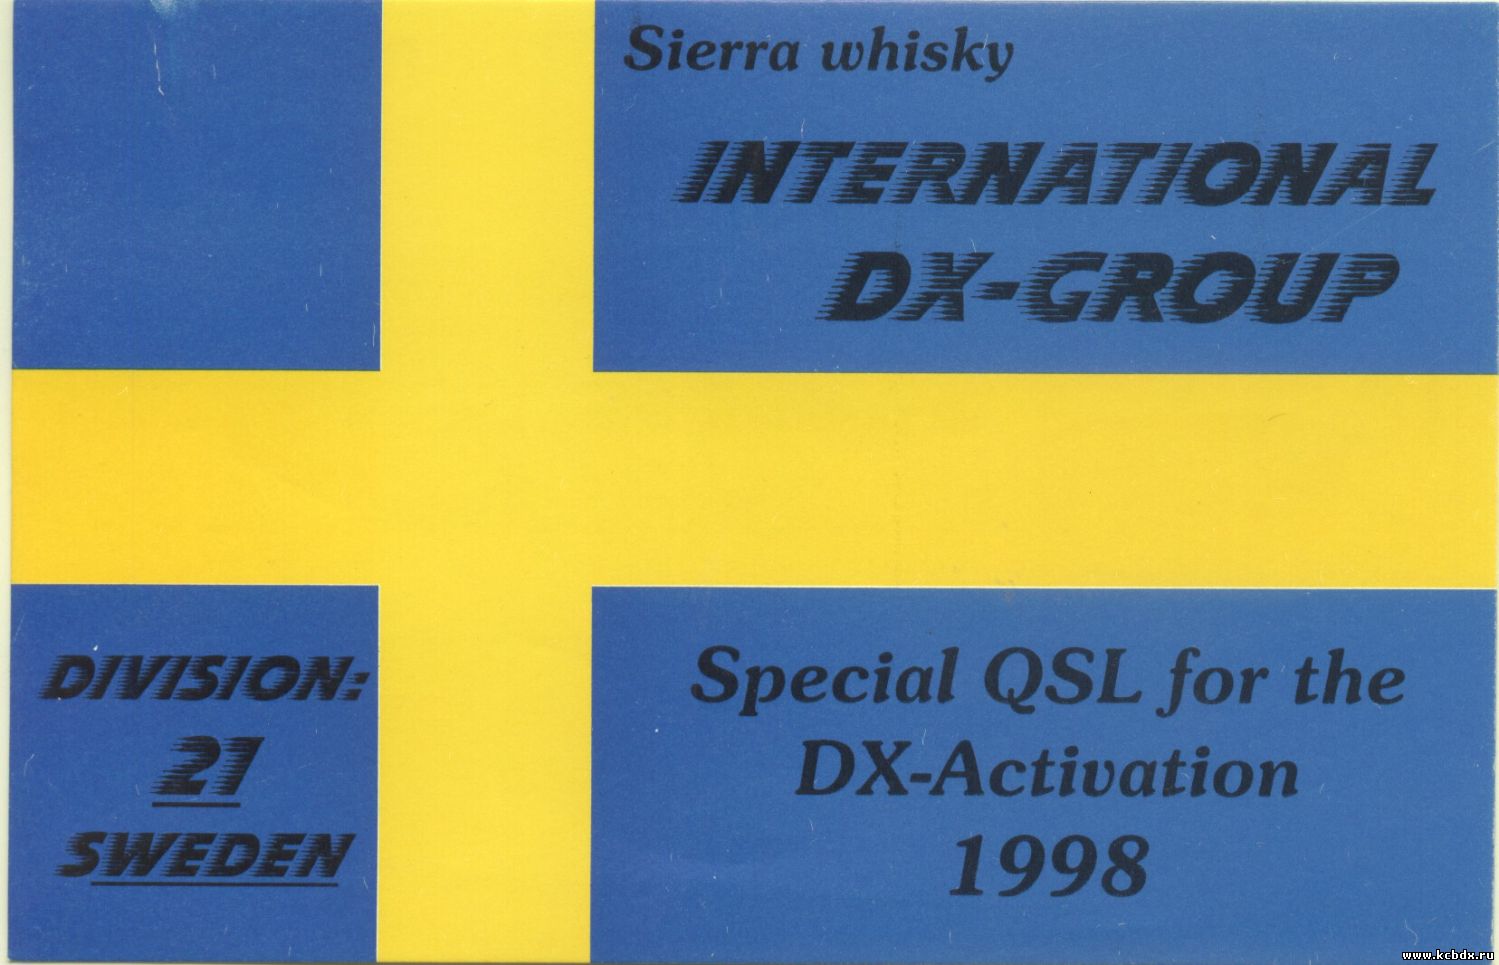 Sierra whisky
INTERNATIONAL
DX-GROUP
DIVISION:
21
SWEDEN
Special QSL for the
DX-Activation
1998
www.kcbdx.ru